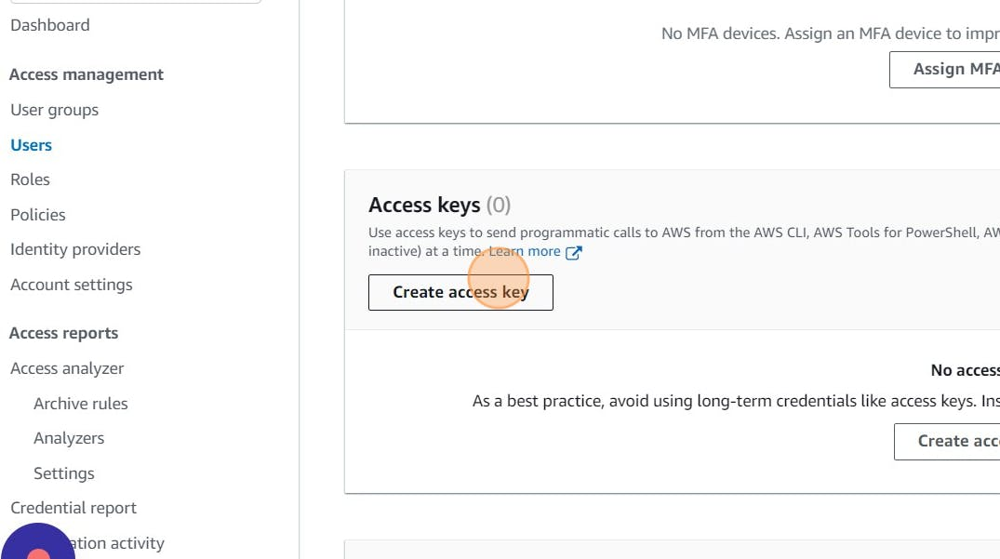 Dashboard
Access management
User groups
Users
Roles
Policies
Identity providers
Account settings
Access reports
Access analyzer
Archive rules
Analyzers
Settings
Credential report
ation activity
No MFA devices. Assign an MFA device to impr
Assign MFA
Access keys (0)
Use access keys to send programmatic calls to AWS from the AWS CLI, AWS Tools for PowerShell, AW
inactive) at a time. Learn more
Create access key
No access
As a best practice, avoid using long-term credentials like access keys. Ins
Create acc